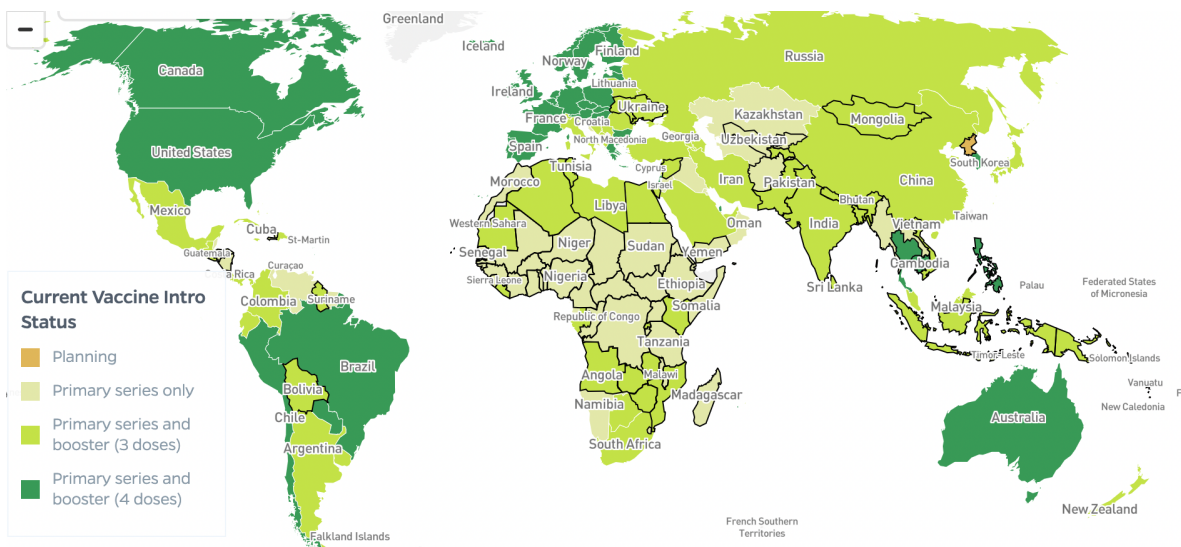 −
Greenland
Iceland
Finland
Norway
Russia
Canada
Lithuania
Ireland
Ukraine
Kazakhstan
Mongolia
France
Croatia
United States
Spain
North Macedonia
Georgia
Uzbekistan
South Korea
Tunisia
Cyprus
Iran
Pakistan
China
Morocco
Israel
Mexico
Libya
Bhutan
Cuba
Western Sahara
Oman
India
Vietnam
Taiwan
St-Martin
Guatemala
Niger
Sudan
Yemen
Senegal
Curaçao
a Rica
Nigeria
Ethiopia
Cambodia
Sierra Leone
Sri Lanka
Palau
Federated States
of Micronesia
Colombia
Suriname
Somalia
Malaysia
Republic of Congo
Tanzania
Timor-Leste
Solomon Islands
Brazil
Angola
Malawi
Bolivia
Madagascar
Vanuatu
F
Namibia
New Caledonia
Chile
Australia
Argentina
South Africa
New Zealand
French Southern
Territories
Falkland Islands
Current Vaccine Intro
Status
Planning
Primary series only
Primary series and
booster (3 doses)
Primary series and
booster (4 doses)